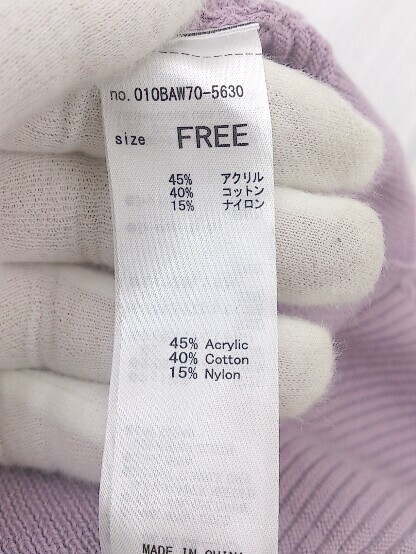 no. 010BAW70-5630
size FREE
45% アクリル
40% コットン
15% ナイロン
45% Acrylic
40% Cotton
15% Nylon
MADE IN CHINA